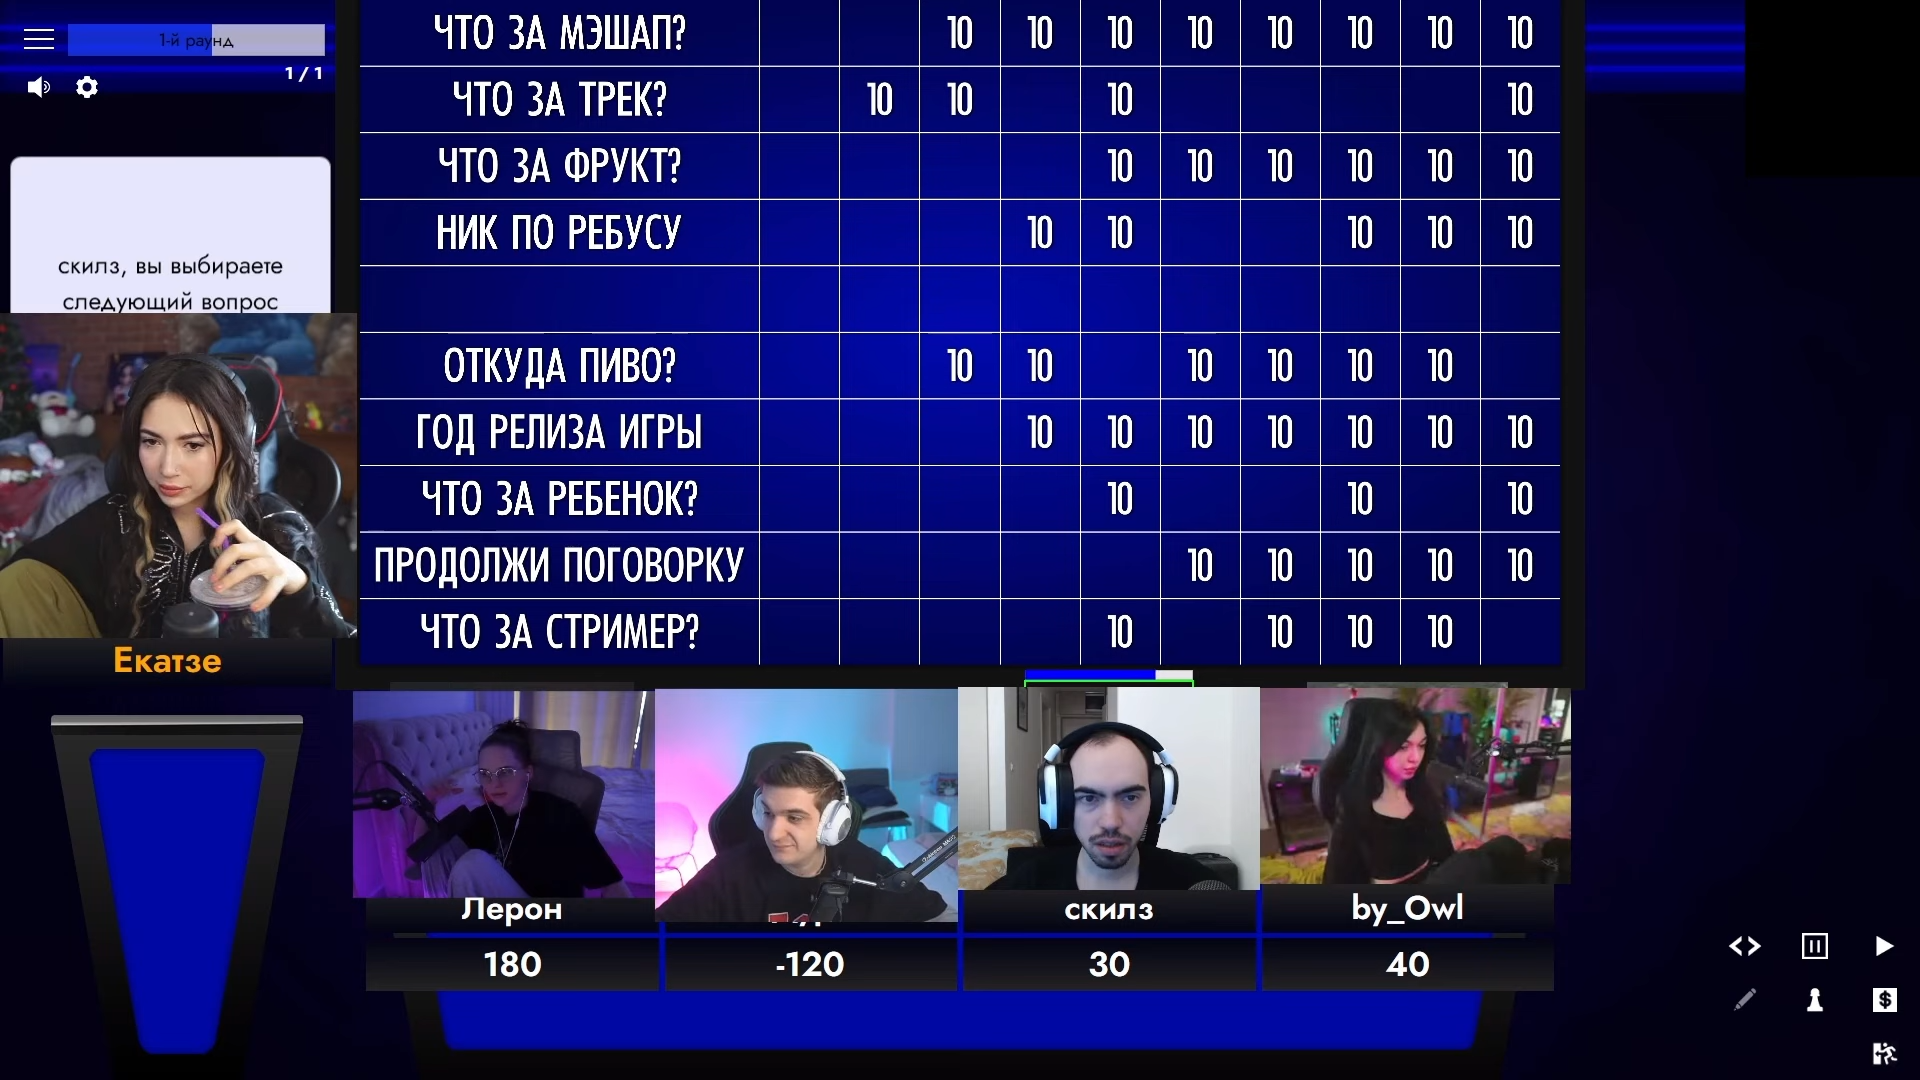 1-й раунд
1 / 1
скилз, вы выбираете
следующий вопрос
ЧТО ЗА МЭШАП? 10 10 10 10 10 10 10 10
ЧТО ЗА ТРЕК? 10 10 10 10
ЧТО ЗА ФРУКТ? 10 10 10 10 10 10
НИК ПО РЕБУСУ 10 10 10 10 10
ОТКУДА ПИВО? 10 10 10 10 10 10
ГОД РЕЛИЗА ИГРЫ 10 10 10 10 10 10 10
ЧТО ЗА РЕБЕНОК? 10 10 10
ПРОДОЛЖИ ПОГОВОРКУ 10 10 10 10 10
ЧТО ЗА СТРИМЕР? 10 10 10 10
Екатзе
Лерон
скилз
by_Owl
180
-120
30
40